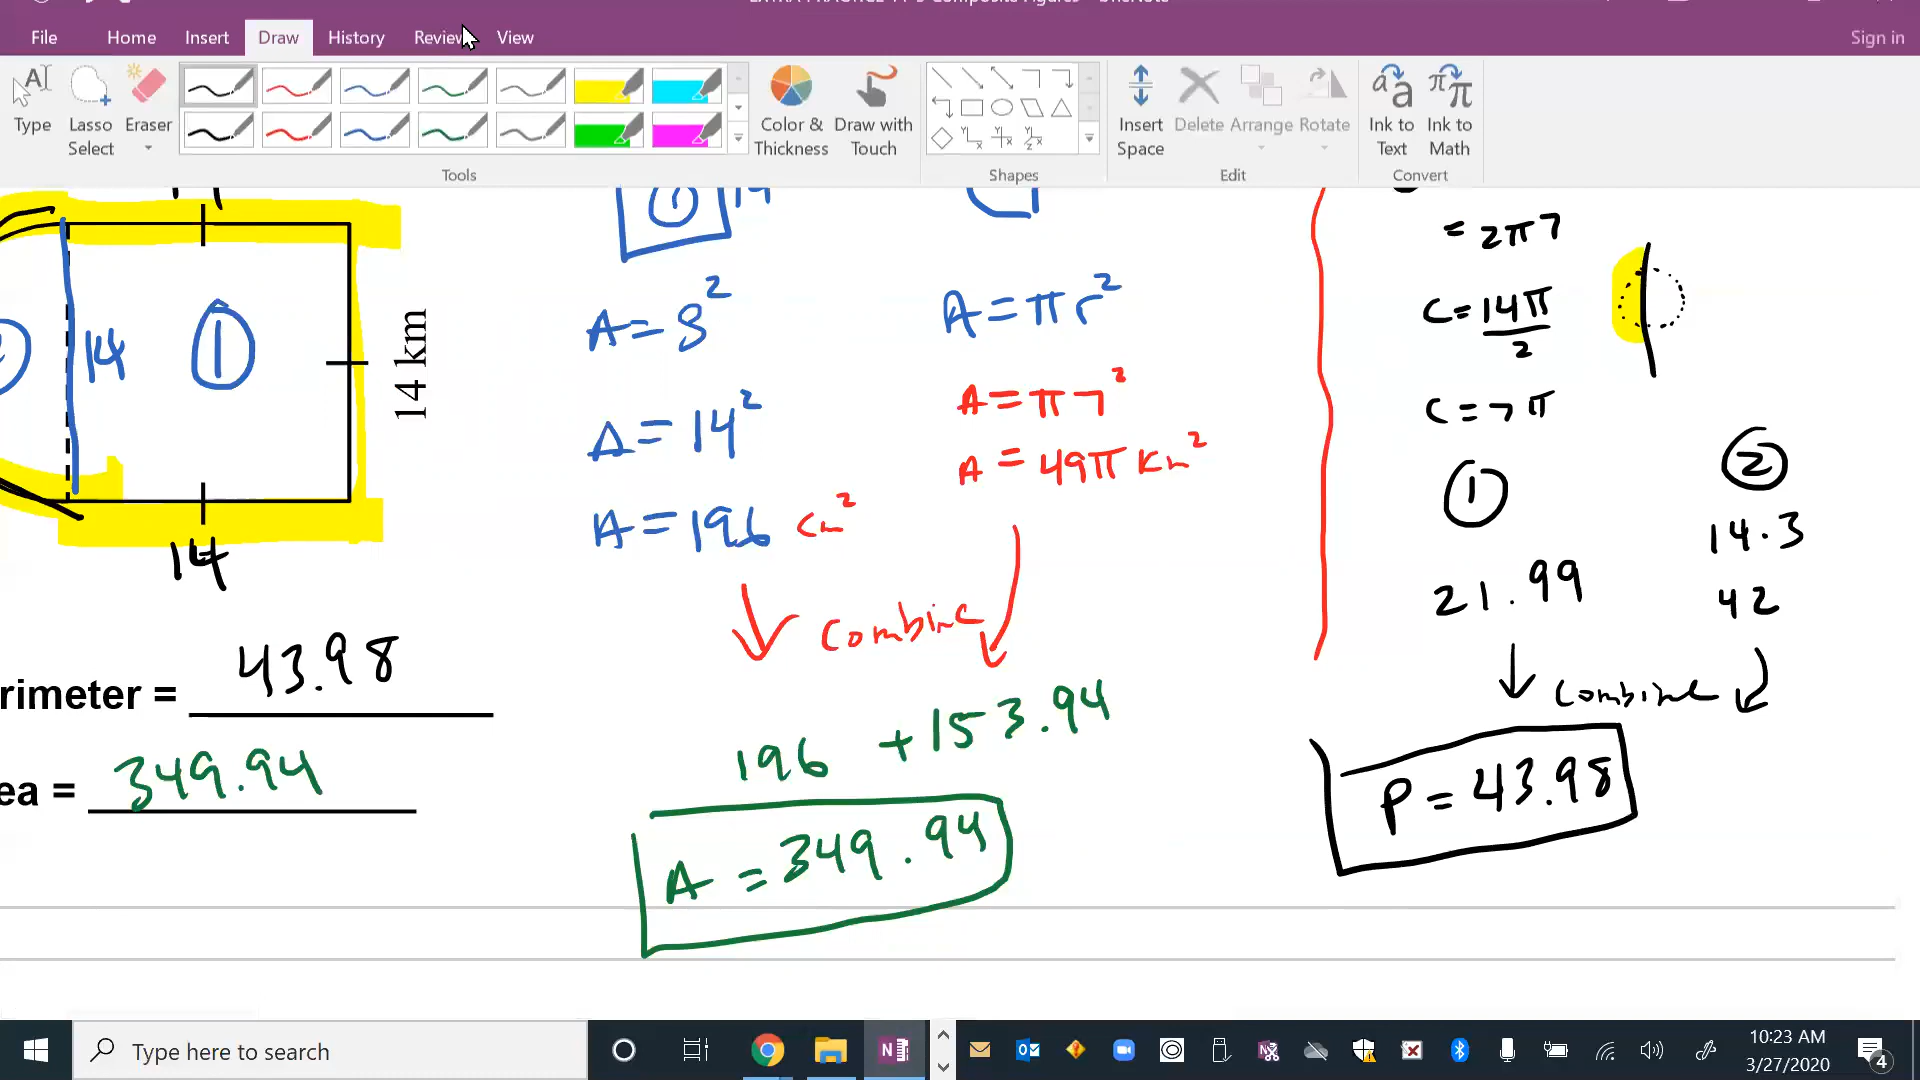 File Home Insert Draw History Review View Sign in
Type Lasso Select Eraser Color & Thickness Draw with Touch Insert Space Delete Arrange Rotate Ink to Text Ink to Math
Tools Shapes Edit Convert
14
14 km
14
①
rimeter = 43.98
ea = 349.94
① 14
A = s²
A = 14²
A = 196 cm²
A = πr²
A = π7²
A = 49π Km²
combine
196 + 153.94
A = 349.94
= 2π7
C = 14π/2
C = 7π
①
21.99
②
14·3
42
combine
P = 43.98
Type here to search
10:23 AM
3/27/2020
4